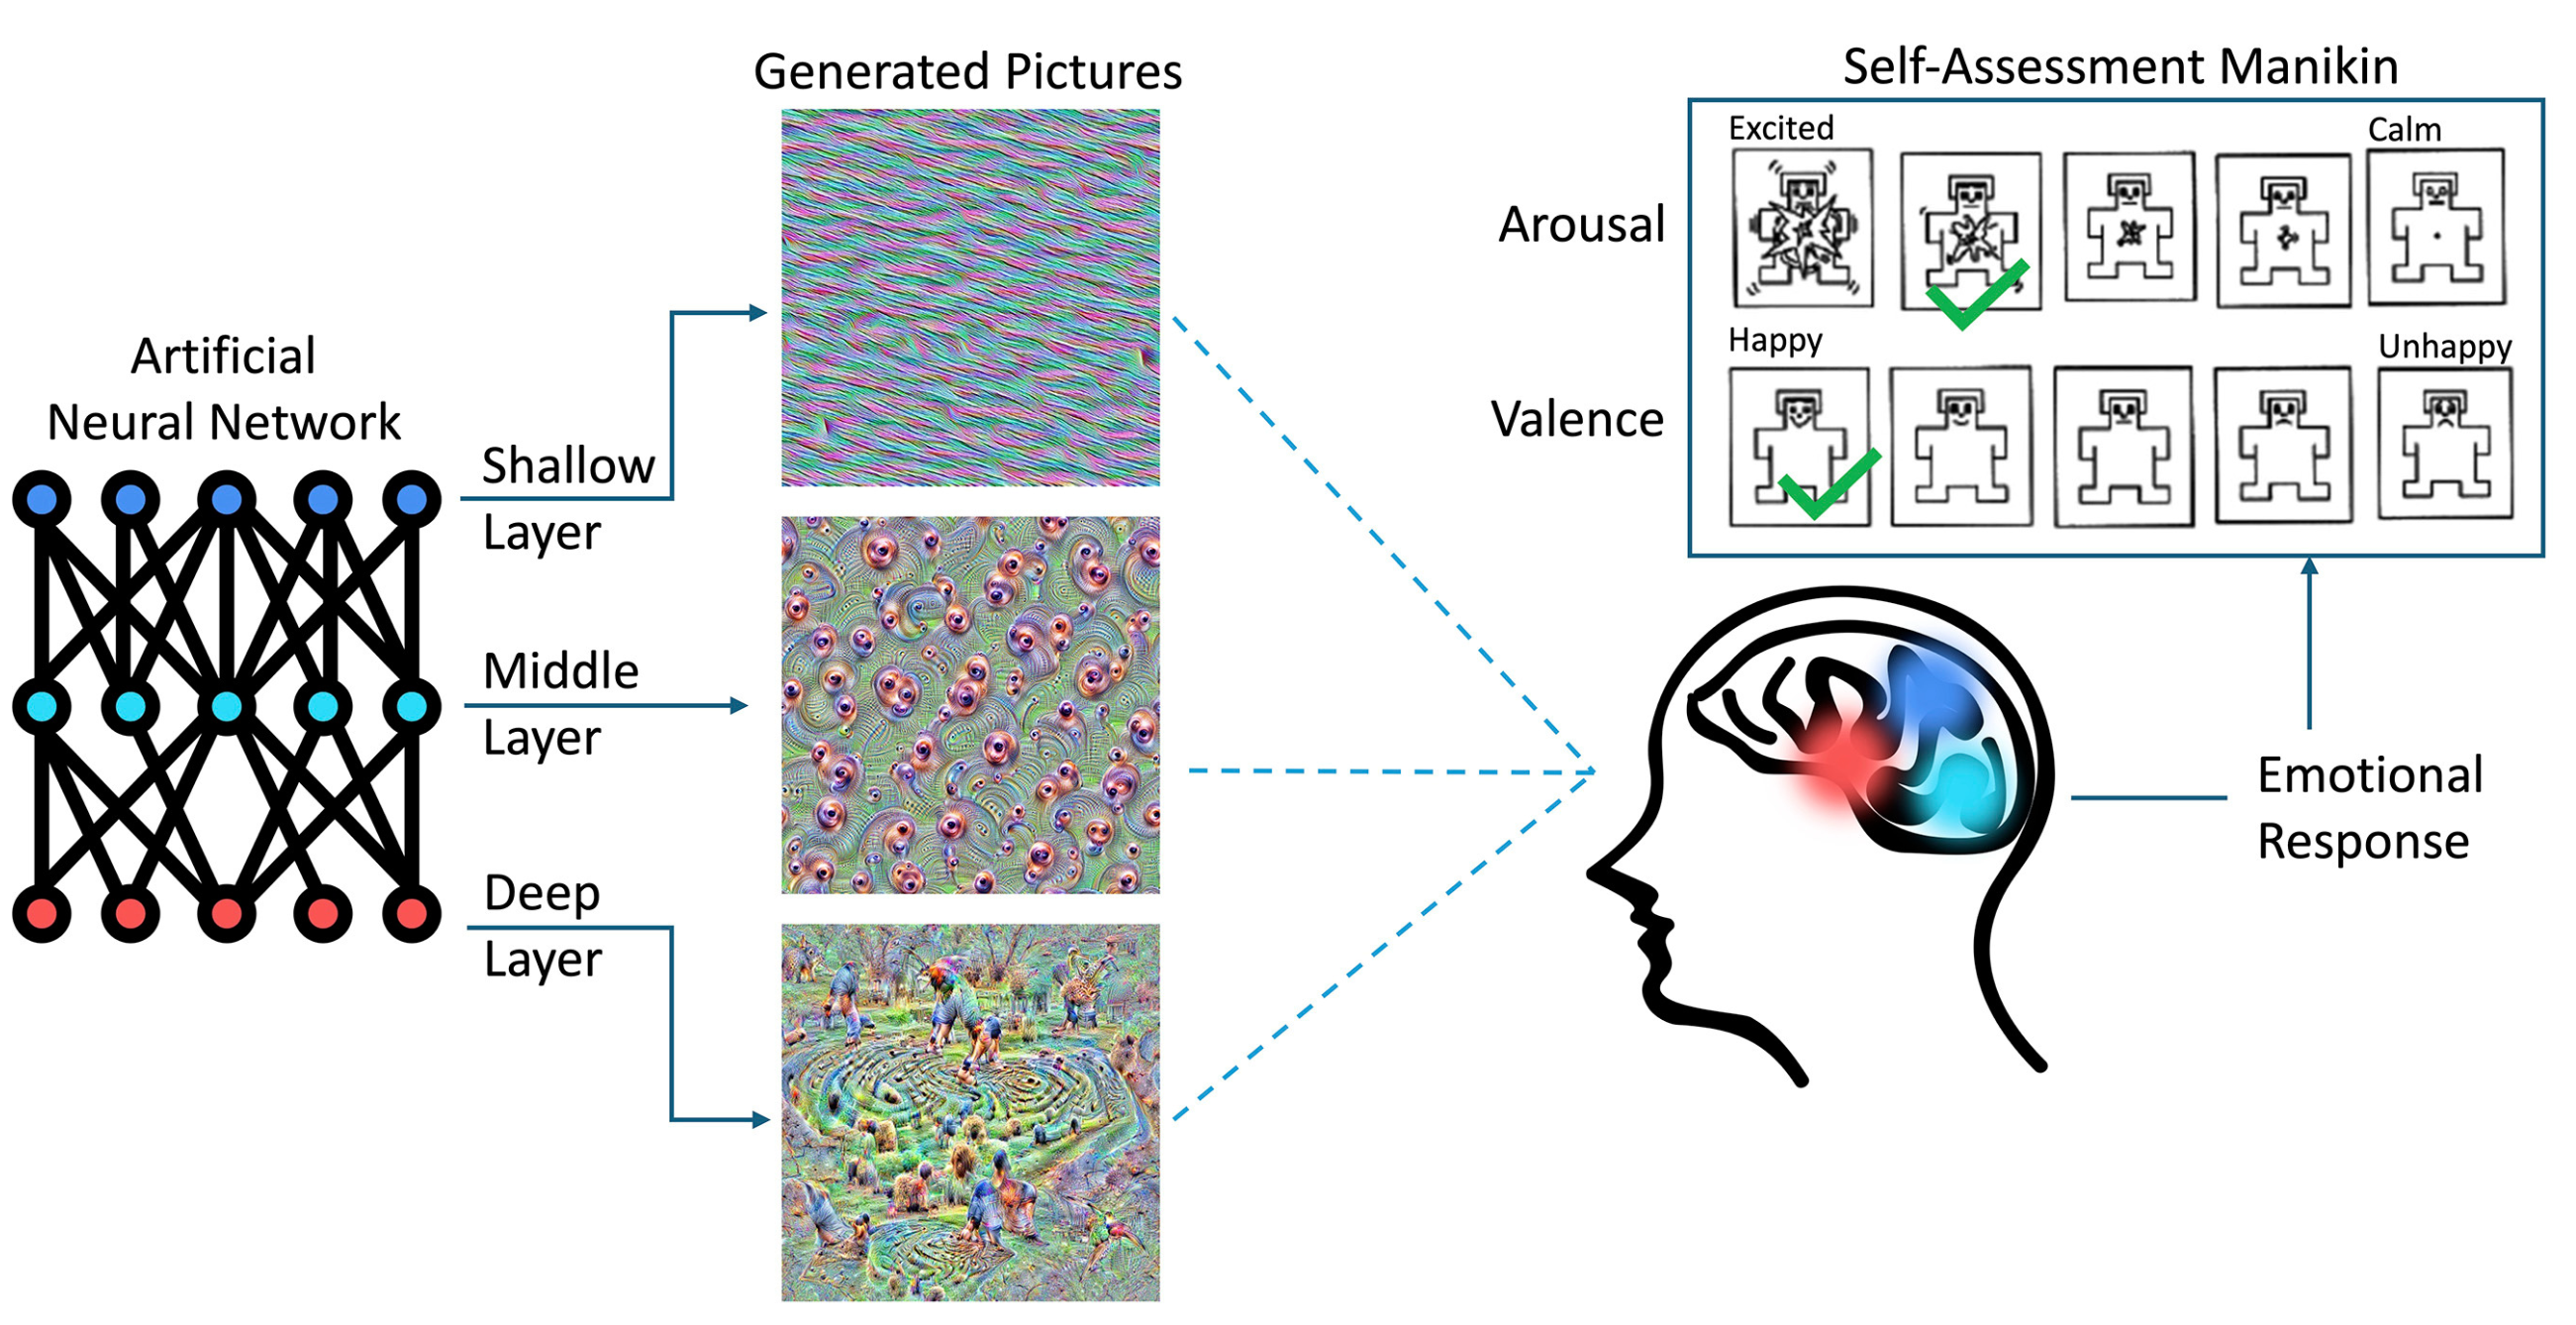 Generated Pictures
Self-Assessment Manikin
Excited
Calm
Arousal
Happy
Unhappy
Valence
Artificial
Neural Network
Shallow
Layer
Middle
Layer
Deep
Layer
Emotional
Response